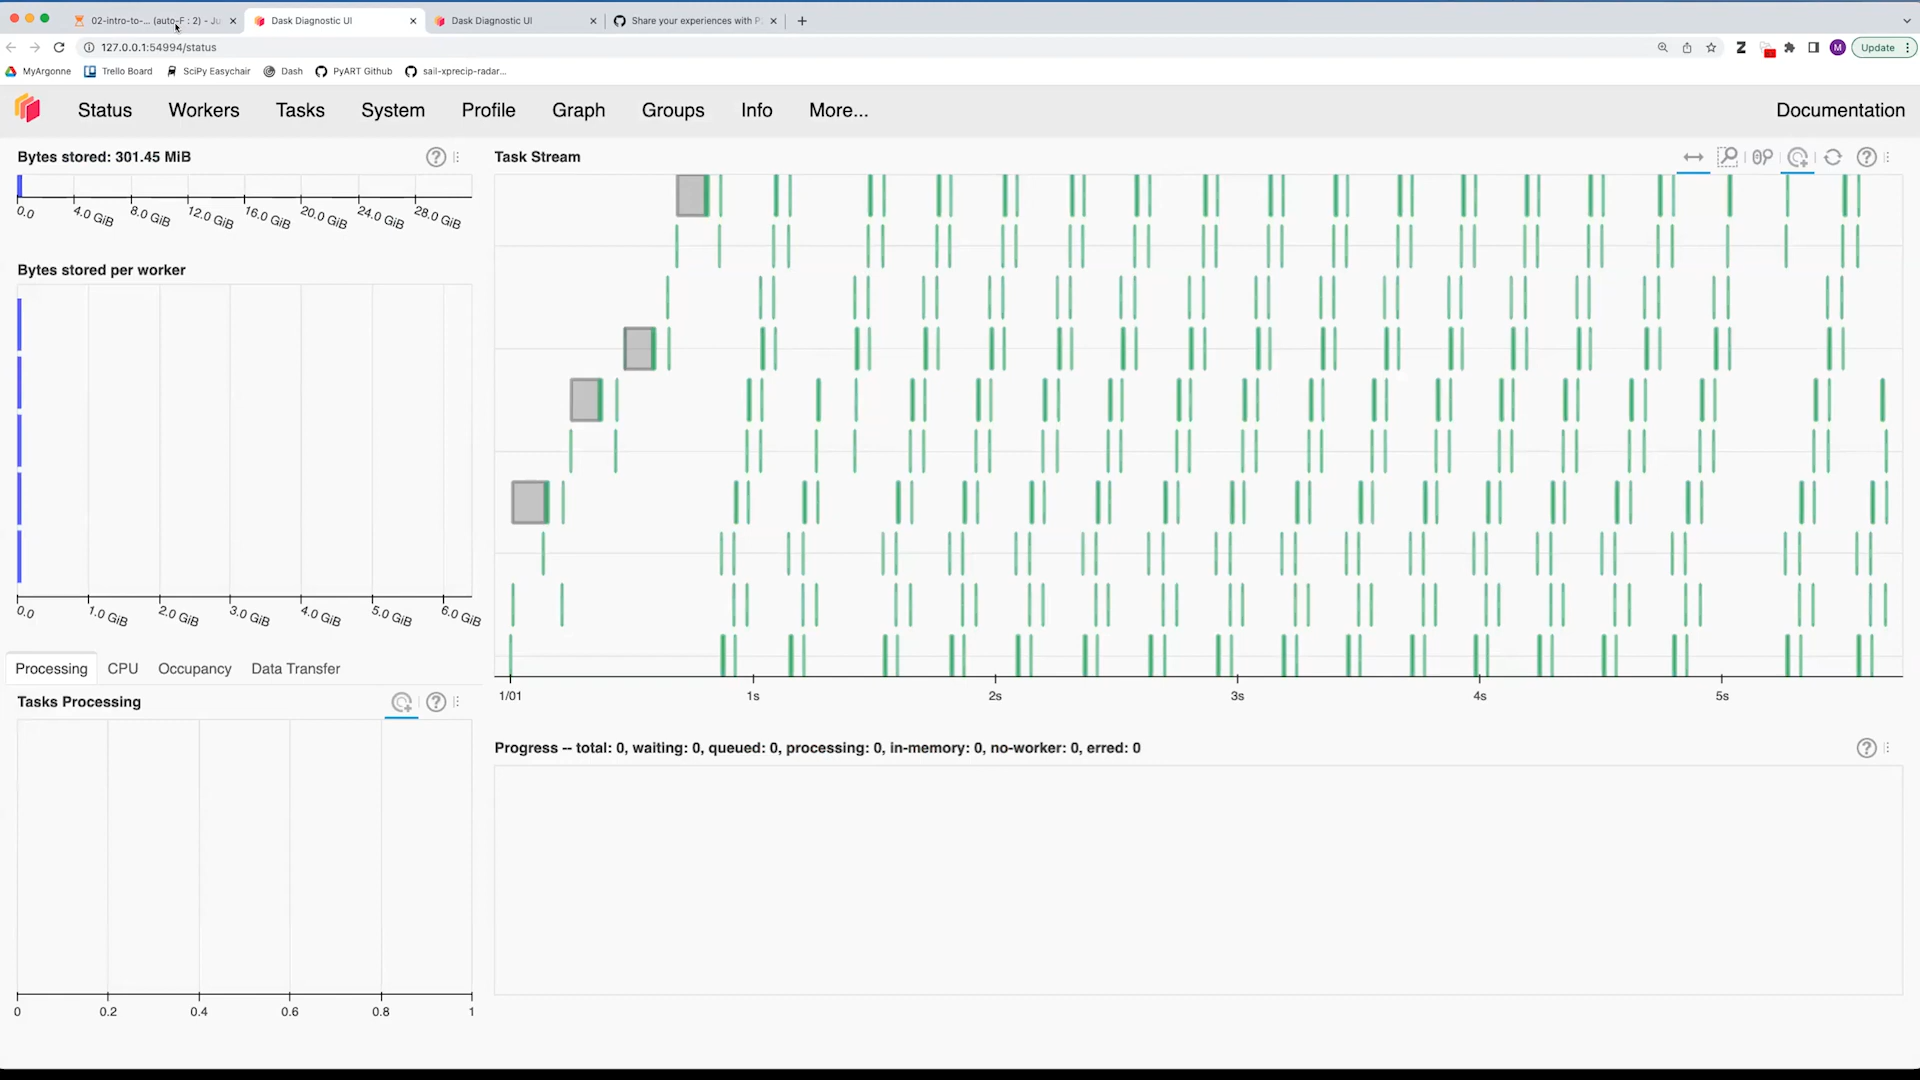 02-intro-to-... (auto-F : 2) - Ju
Dask Diagnostic UI
Dask Diagnostic UI
Share your experiences with P
127.0.0.1:54994/status
Z
M
Update
MyArgonne
Trello Board
SciPy Easychair
Dash
PyART Github
sail-xprecip-radar...
Status
Workers
Tasks
System
Profile
Graph
Groups
Info
More...
Documentation
Bytes stored: 301.45 MiB
0.0
4.0 GiB
8.0 GiB
12.0 GiB
16.0 GiB
20.0 GiB
24.0 GiB
28.0 GiB
Bytes stored per worker
0.0
1.0 GiB
2.0 GiB
3.0 GiB
4.0 GiB
5.0 GiB
6.0 GiB
Processing
CPU
Occupancy
Data Transfer
Tasks Processing
0
0.2
0.4
0.6
0.8
1
Task Stream
1/01
1s
2s
3s
4s
5s
Progress -- total: 0, waiting: 0, queued: 0, processing: 0, in-memory: 0, no-worker: 0, erred: 0